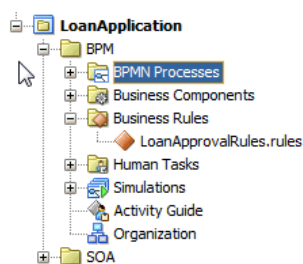 LoanApplication
BPM
BPMN Processes
Business Components
Business Rules
LoanApprovalRules.rules
Human Tasks
Simulations
Activity Guide
Organization
SOA